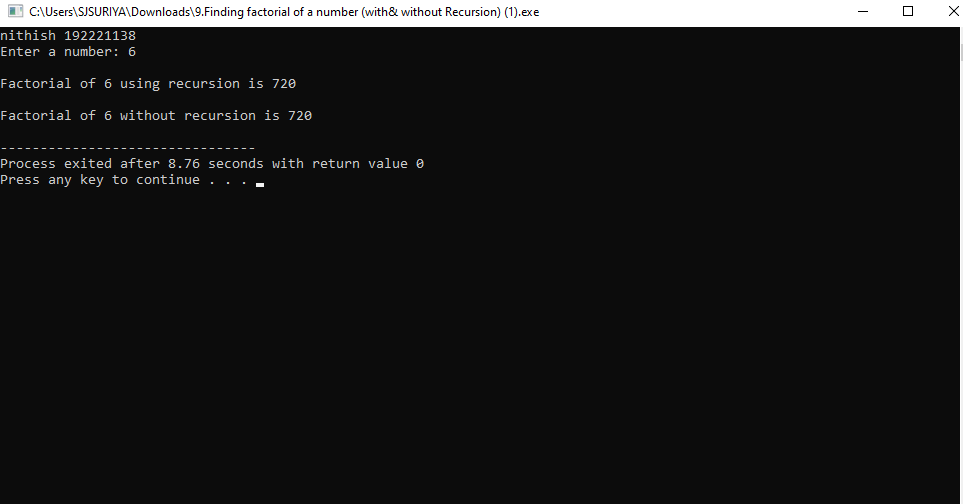 C:\Users\SJSURIYA\Downloads\9.Finding factorial of a number (with& without Recursion) (1).exe
nithish 192221138
Enter a number: 6
Factorial of 6 using recursion is 720
Factorial of 6 without recursion is 720
--------------------------------
Process exited after 8.76 seconds with return value 0
Press any key to continue . . .